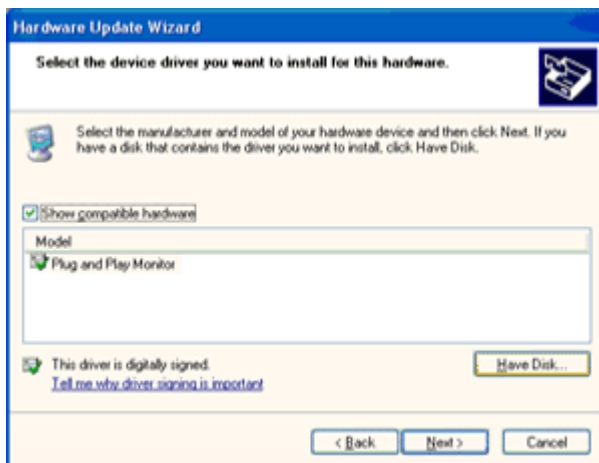 Hardware Update Wizard
Select the device driver you want to install for this hardware.
Select the manufacturer and model of your hardware device and then click Next. If you
have a disk that contains the driver you want to install, click Have Disk.
Show compatible hardware
Model
Plug and Play Monitor
This driver is digitally signed.
Have Disk...
Tell me why driver signing is important
< Back
Next >
Cancel